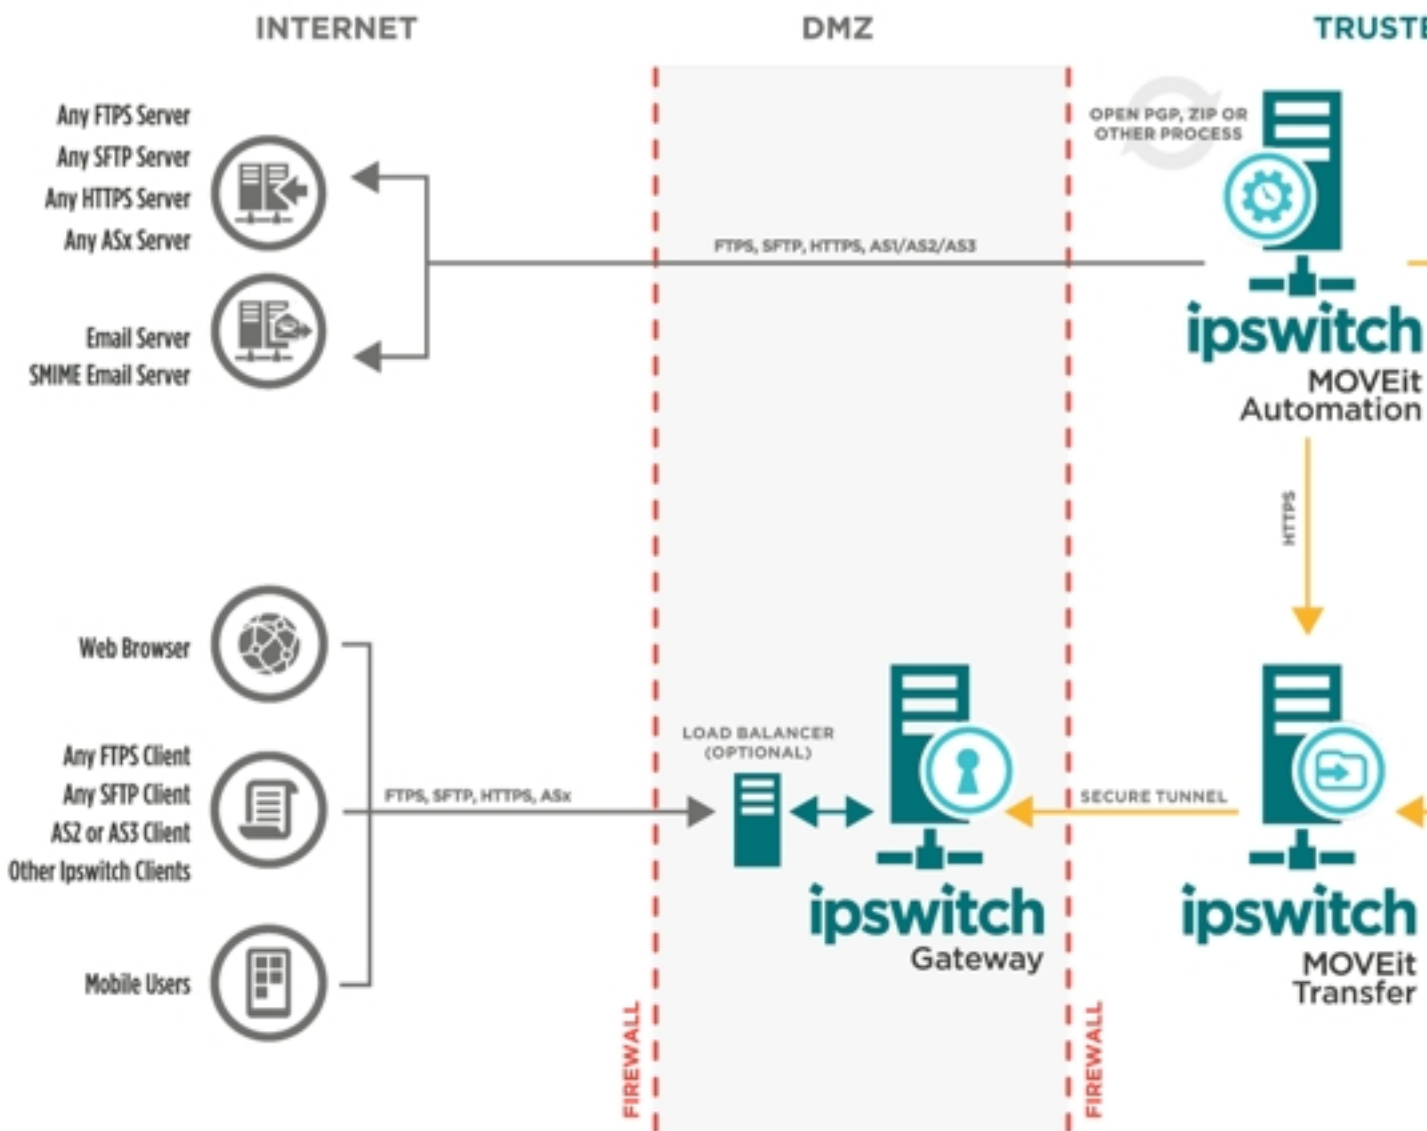 INTERNET
DMZ
TRUSTE
Any FTPS Server
Any SFTP Server
Any HTTPS Server
Any ASx Server
Email Server
SMIME Email Server
OPEN PGP, ZIP OR
OTHER PROCESS
FTPS, SFTP, HTTPS, AS1/AS2/AS3
ipswitch
MOVEit
Automation
HTTPS
Web Browser
Any FTPS Client
Any SFTP Client
AS2 or AS3 Client
Other Ipswitch Clients
Mobile Users
FTPS, SFTP, HTTPS, ASx
LOAD BALANCER
(OPTIONAL)
ipswitch
Gateway
SECURE TUNNEL
ipswitch
MOVEit
Transfer
FIREWALL
FIREWALL